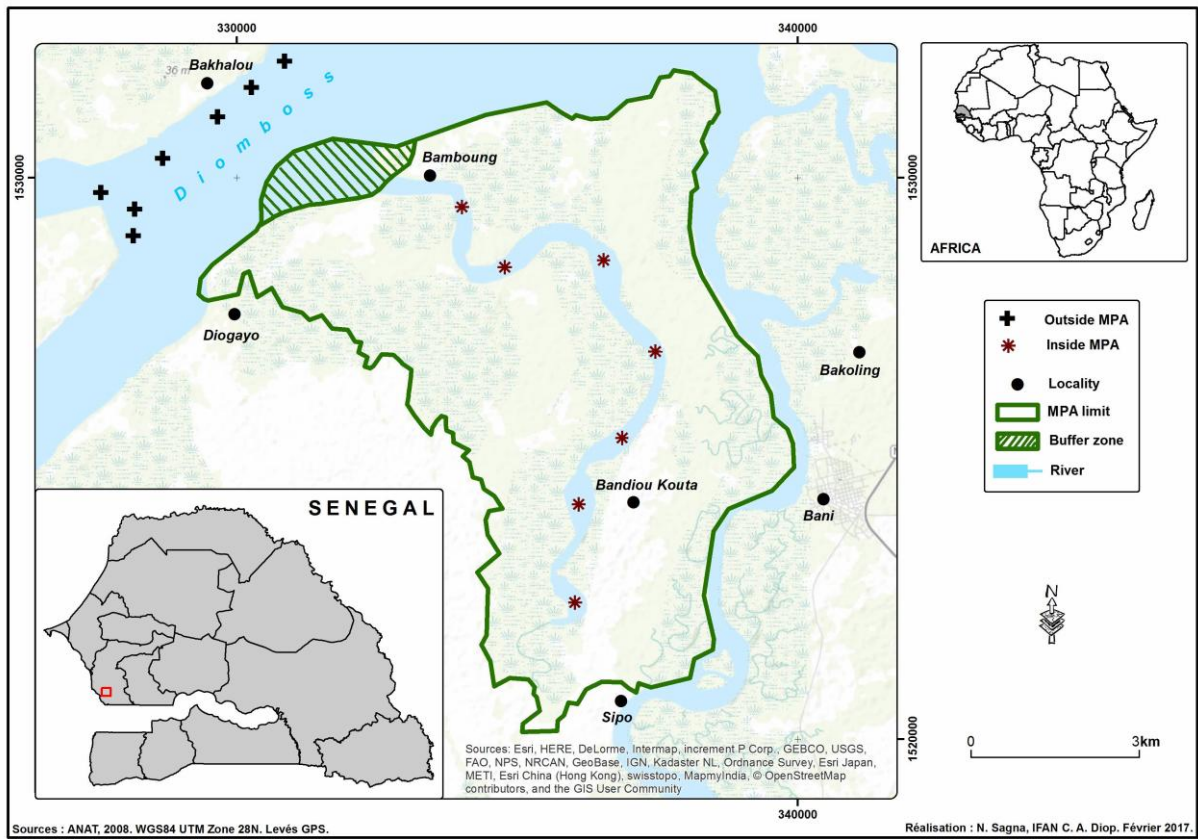 330000
340000
Bakhalou
36 m
Diomboss
1530000
1530000
Bamboung
Diogayo
Bakoling
Bandiou Kouta
Bani
Sipo
AFRICA
Outside MPA
Inside MPA
Locality
MPA limit
Buffer zone
River
SENEGAL
N
1520000
0 3km
Sources: Esri, HERE, DeLorme, Intermap, increment P Corp., GEBCO, USGS,
FAO, NPS, NRCAN, GeoBase, IGN, Kadaster NL, Ordnance Survey, Esri Japan,
METI, Esri China (Hong Kong), swisstopo, MapmyIndia, © OpenStreetMap
contributors, and the GIS User Community
340000
Sources : ANAT, 2008. WGS84 UTM Zone 28N. Levés GPS.
Réalisation : N. Sagna, IFAN C. A. Diop. Février 2017.